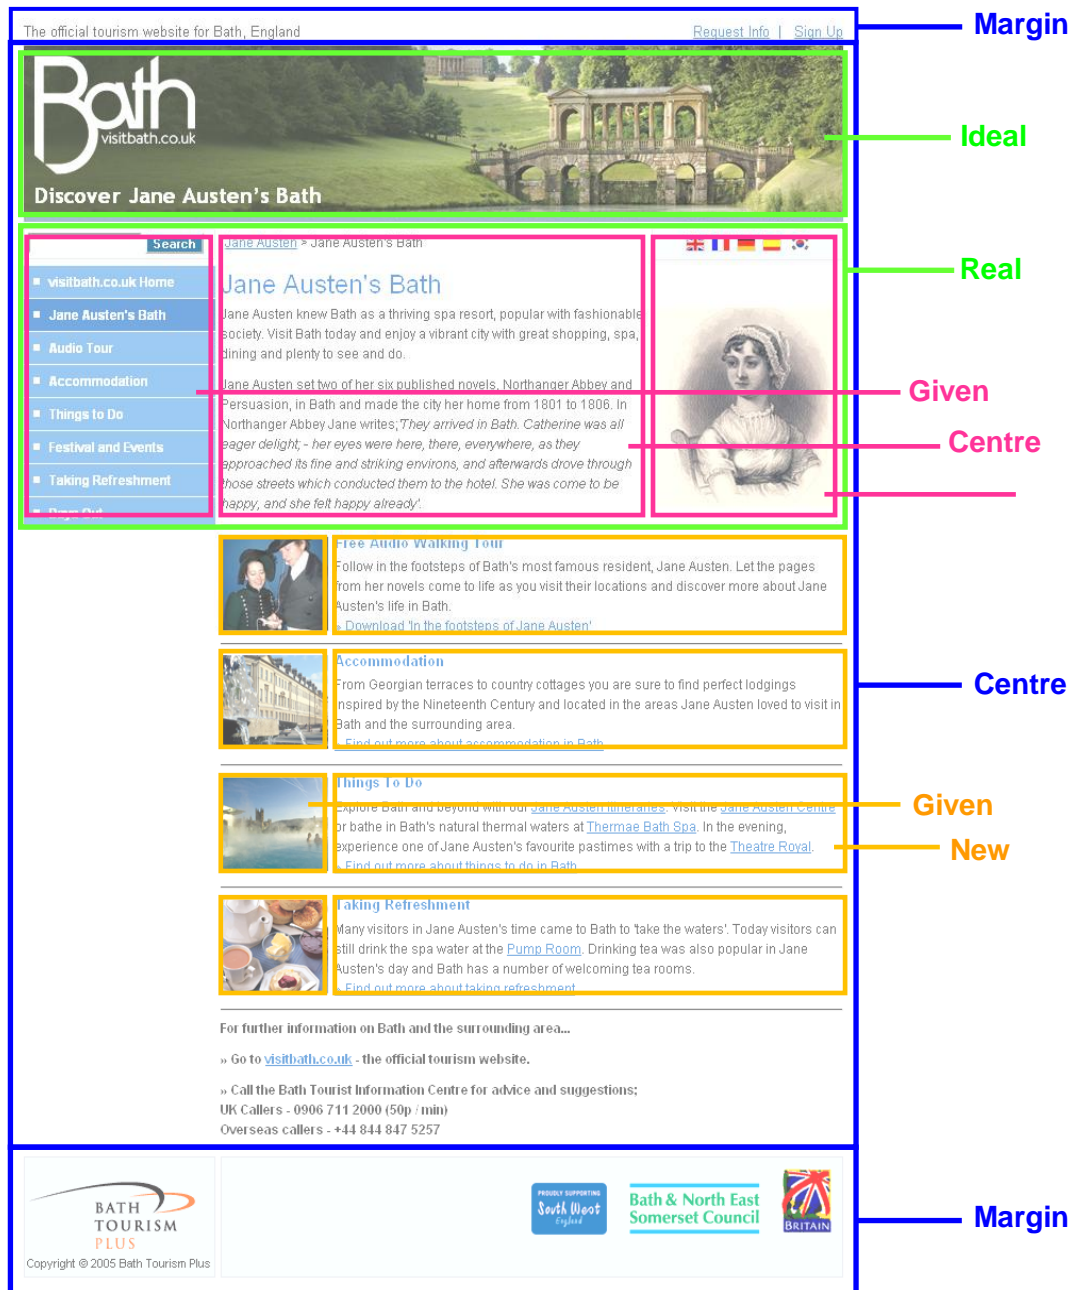 The official tourism website for Bath, England
Request Info | Sign Up
Margin
Bath
visitbath.co.uk
Discover Jane Austen's Bath
Ideal
Search
Jane Austen > Jane Austen's Bath
Real
visitbath.co.uk Home
Jane Austen's Bath
Audio Tour
Accommodation
Things to Do
Festival and Events
Taking Refreshment
Days Out
Jane Austen's Bath
Jane Austen knew Bath as a thriving spa resort, popular with fashionable
society. Visit Bath today and enjoy a vibrant city with great shopping, spa,
dining and plenty to see and do.
Jane Austen set two of her six published novels, Northanger Abbey and
Persuasion, in Bath and made the city her home from 1801 to 1806. In
Northanger Abbey Jane writes;'They arrived in Bath. Catherine was all
eager delight; - her eyes were here, there, everywhere, as they
approached its fine and striking environs, and afterwards drove through
those streets which conducted them to the hotel. She was come to be
happy, and she felt happy already'.
Given
Centre
Free Audio Walking Tour
Follow in the footsteps of Bath's most famous resident, Jane Austen. Let the pages
from her novels come to life as you visit their locations and discover more about Jane
Austen's life in Bath.
» Download 'In the footsteps of Jane Austen'
Accommodation
From Georgian terraces to country cottages you are sure to find perfect lodgings
inspired by the Nineteenth Century and located in the areas Jane Austen loved to visit in
Bath and the surrounding area.
» Find out more about accommodation in Bath
Centre
Things To Do
Explore Bath and beyond with our Jane Austen Itineraries. Visit the Jane Austen Centre
or bathe in Bath's natural thermal waters at Thermae Bath Spa. In the evening,
experience one of Jane Austen's favourite pastimes with a trip to the Theatre Royal.
» Find out more about things to do in Bath
Given
New
Taking Refreshment
Many visitors in Jane Austen's time came to Bath to 'take the waters'. Today visitors can
still drink the spa water at the Pump Room. Drinking tea was also popular in Jane
Austen's day and Bath has a number of welcoming tea rooms.
» Find out more about taking refreshment
For further information on Bath and the surrounding area...
» Go to visitbath.co.uk - the official tourism website.
» Call the Bath Tourist Information Centre for advice and suggestions;
UK Callers - 0906 711 2000 (50p / min)
Overseas callers - +44 844 847 5257
BATH
TOURISM
PLUS
Copyright © 2005 Bath Tourism Plus
PROUDLY SUPPORTING
South West
England
Bath & North East
Somerset Council
BRITAIN
Margin